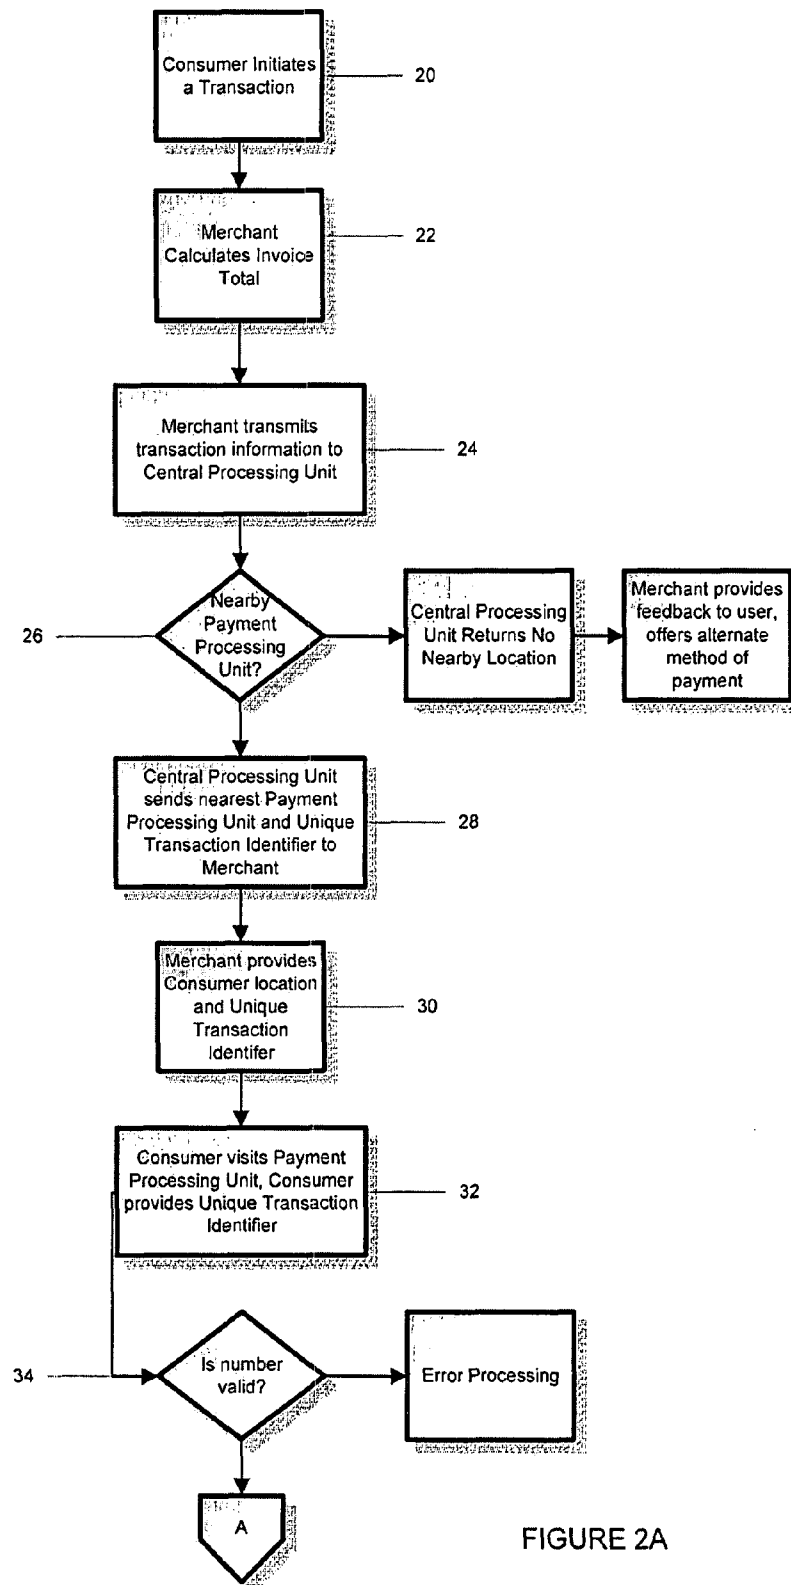 Consumer Initiates
a Transaction
20
Merchant
Calculates Invoice
Total
22
Merchant transmits
transaction information to
Central Processing Unit
24
26
Nearby
Payment
Processing
Unit?
Central Processing
Unit Returns No
Nearby Location
Merchant provides
feedback to user,
offers alternate
method of
payment
Central Processing Unit
sends nearest Payment
Processing Unit and Unique
Transaction Identifier to
Merchant
28
Merchant provides
Consumer location
and Unique
Transaction
Identifer
30
Consumer visits Payment
Processing Unit, Consumer
provides Unique Transaction
Identifier
32
34
Is number
valid?
Error Processing
A
FIGURE 2A